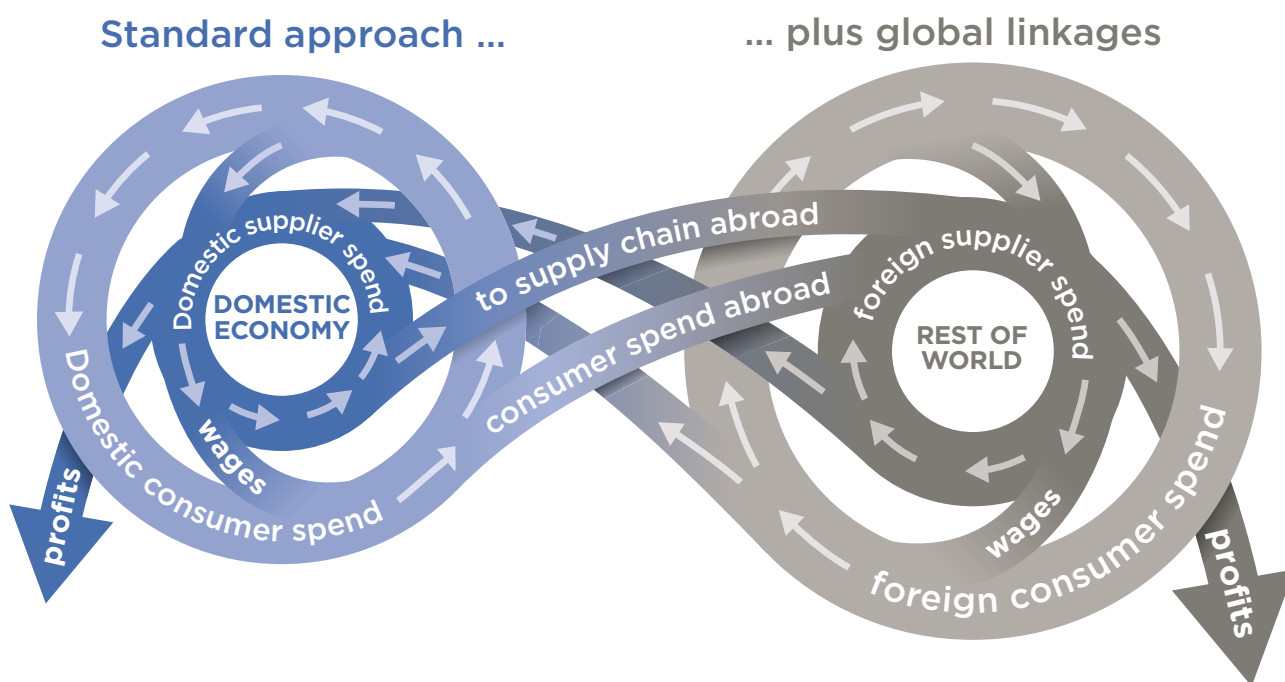 Standard approach ...
... plus global linkages
Domestic supplier spend
DOMESTIC
ECONOMY
wages
Domestic consumer spend
profits
to supply chain abroad
consumer spend abroad
foreign supplier spend
REST OF
WORLD
wages
foreign consumer spend
profits